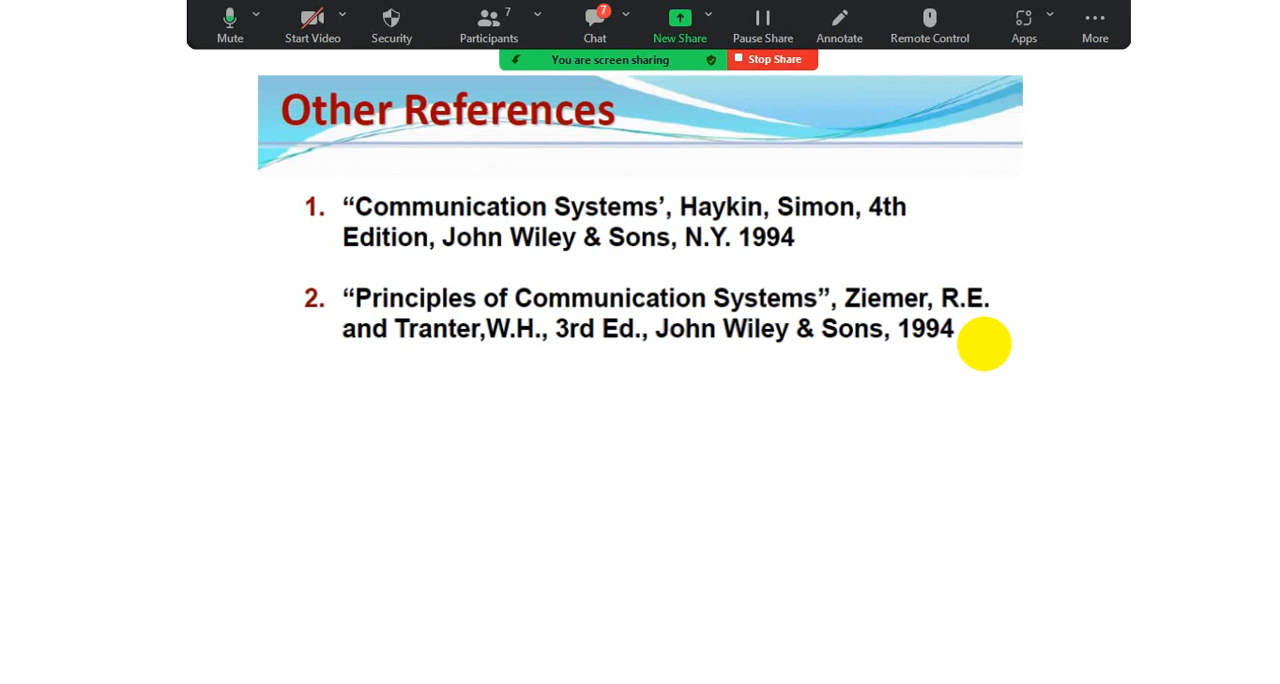 7 7
Mute Start Video Security Participants Chat New Share Pause Share Annotate Remote Control Apps More
You are screen sharing Stop Share
Other References
1. “Communication Systems’, Haykin, Simon, 4th
Edition, John Wiley & Sons, N.Y. 1994
2. “Principles of Communication Systems”, Ziemer, R.E.
and Tranter,W.H., 3rd Ed., John Wiley & Sons, 1994